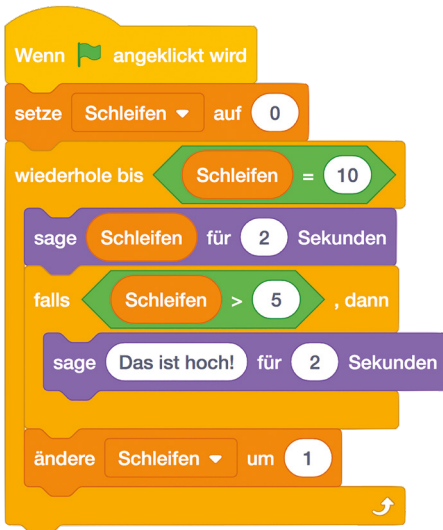 Wenn angeklickt wird
setze Schleifen auf 0
wiederhole bis Schleifen = 10
sage Schleifen für 2 Sekunden
falls Schleifen > 5 , dann
sage Das ist hoch! für 2 Sekunden
ändere Schleifen um 1